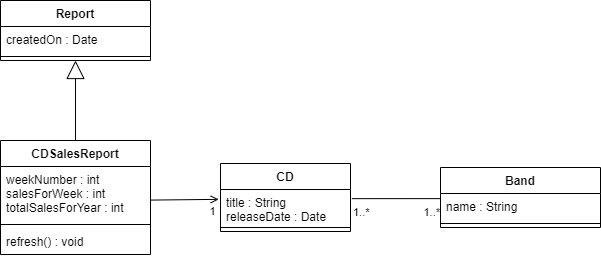 Report
createdOn : Date
CDSalesReport
weekNumber : int
salesForWeek : int
totalSalesForYear : int
refresh() : void
1
CD
title : String
releaseDate : Date
1..*
1..*
Band
name : String